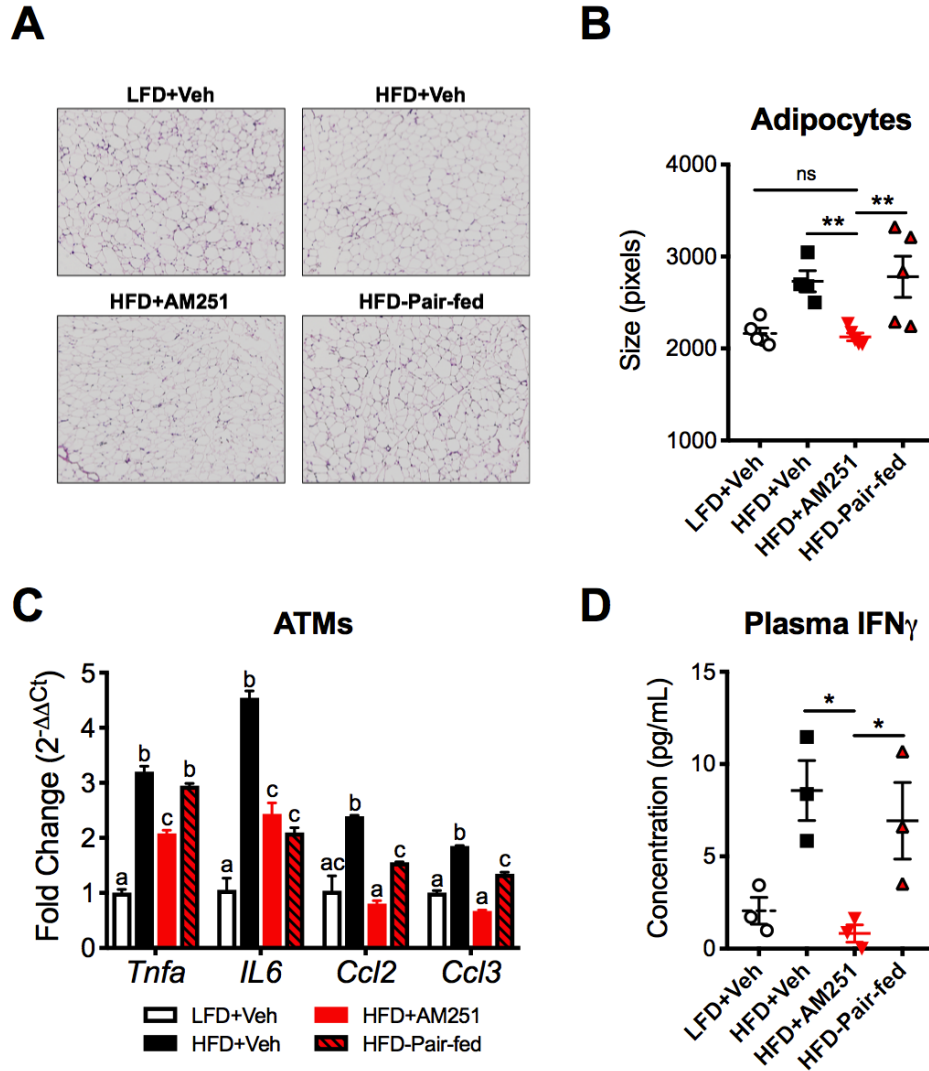 A
LFD+Veh HFD+Veh
HFD+AM251 HFD-Pair-fed
B
Adipocytes
Size (pixels)
4000
3000
2000
1000
ns
**
**
LFD+Veh
HFD+Veh
HFD+AM251
HFD-Pair-fed
C
ATMs
Fold Change (2^-ΔΔCt)
5
4
3
2
1
0
a b c b
a b c c
ac b a c
a b a c
Tnfa IL6 Ccl2 Ccl3
LFD+Veh HFD+AM251
HFD+Veh HFD-Pair-fed
D
Plasma IFNγ
Concentration (pg/mL)
15
10
5
0
*
*
LFD+Veh
HFD+Veh
HFD+AM251
HFD-Pair-fed